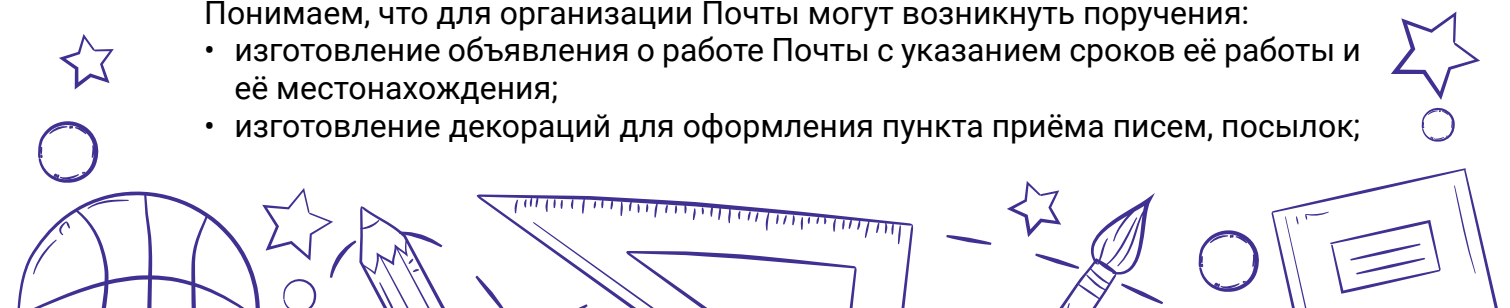 Понимаем, что для организации Почты могут возникнуть поручения:
• изготовление объявления о работе Почты с указанием сроков её работы и
её местонахождения;
• изготовление декораций для оформления пункта приёма писем, посылок;